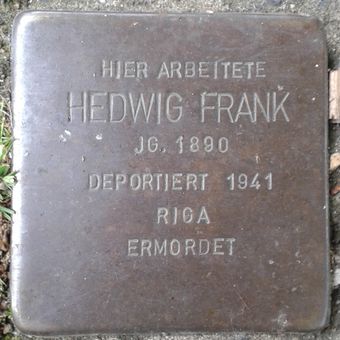 HIER ARBEITETE
HEDWIG FRANK
JG. 1890
DEPORTIERT 1941
RIGA
ERMORDET